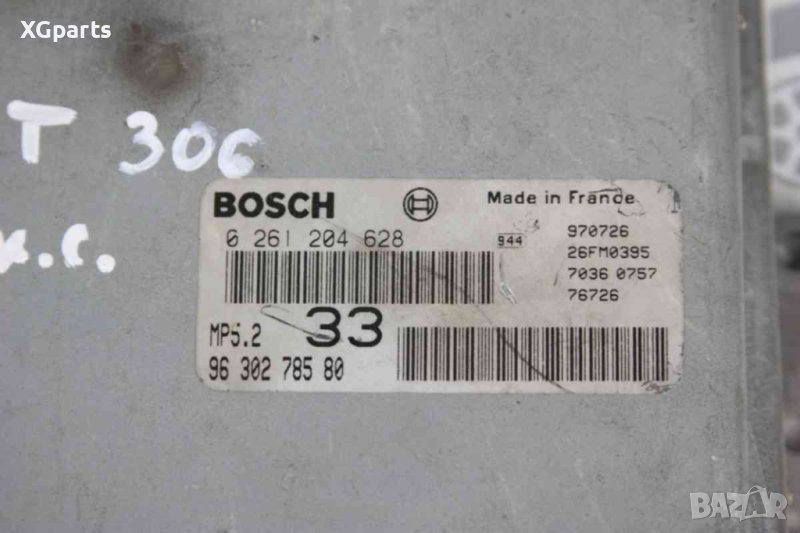 XGparts
T 306
к.с.
BOSCH
Made in France
0 261 204 628
944
970726
26FM0395
7036 0757
76726
MP5.2
33
96 302 785 80
BAZAR